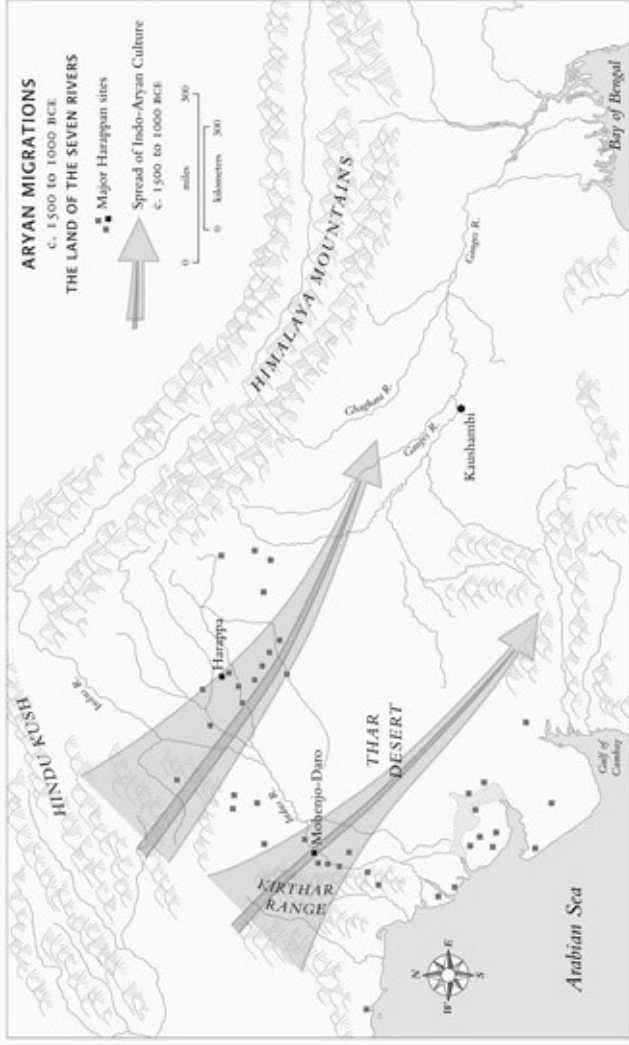 ARYAN MIGRATIONS
c. 1500 to 1000 BCE
THE LAND OF THE SEVEN RIVERS
Major Harappan sites
Spread of Indo-Aryan Culture
c. 1500 to 1000 BCE
0 miles 300
0 kilometers 300
HINDU KUSH
Indus R.
HIMALAYA MOUNTAINS
Harappa
Ghaghara R.
Ganges R.
Ganges R.
Kaushambi
Indus R.
Mohenjo-Daro
THAR
DESERT
KIRTHAR
RANGE
Gulf of
Cambay
Bay of Bengal
Arabian Sea
N
W
E
S